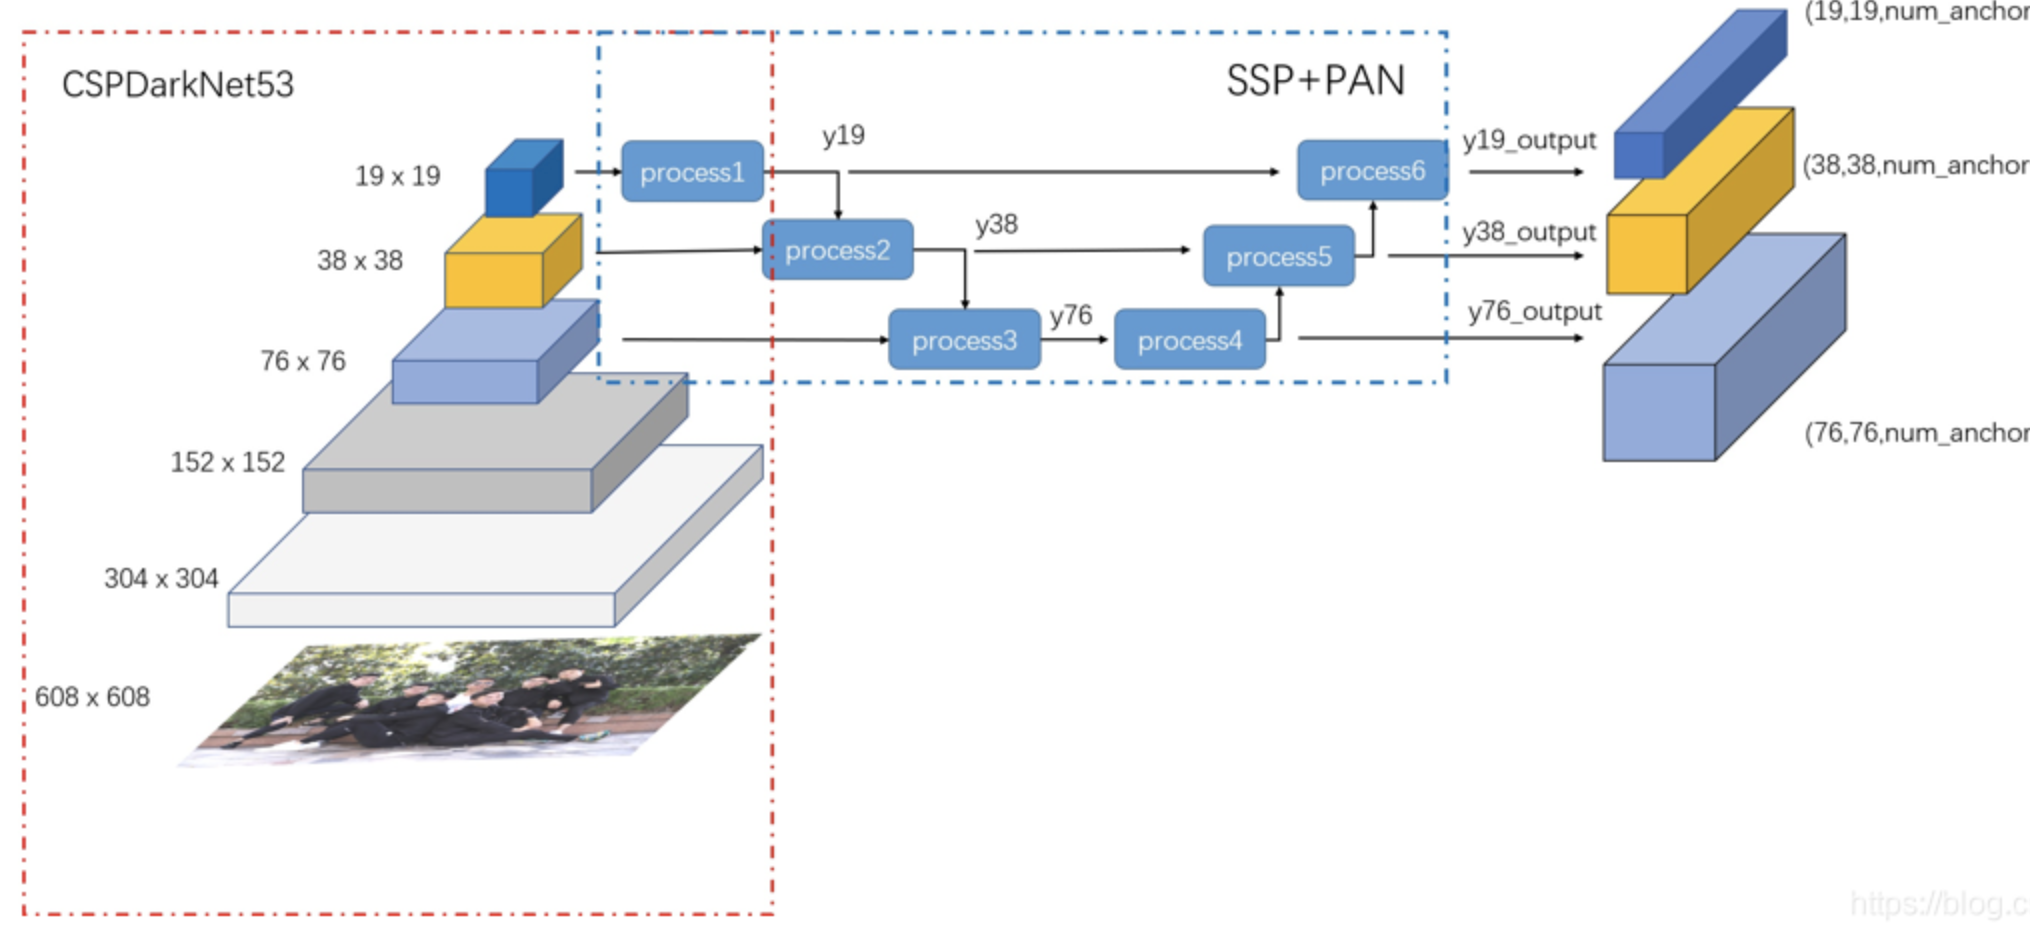 CSPDarkNet53
SSP+PAN
19 x 19
38 x 38
76 x 76
152 x 152
304 x 304
608 x 608
process1
y19
process6
y19_output
process2
y38
process5
y38_output
process3
y76
process4
y76_output
(19,19,num_anchor
(38,38,num_anchor
(76,76,num_anchor
https://blog.c